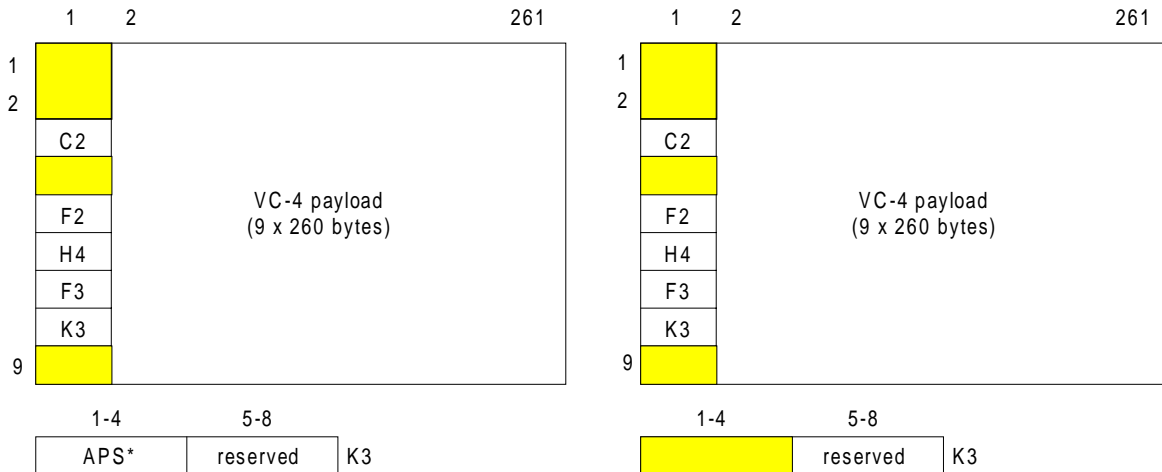 1 2 261
1
2
C2
F2
H4
F3
K3
9
VC-4 payload
(9 x 260 bytes)
1-4 5-8
APS* reserved K3
1 2 261
1
2
C2
F2
H4
F3
K3
9
VC-4 payload
(9 x 260 bytes)
1-4 5-8
reserved K3